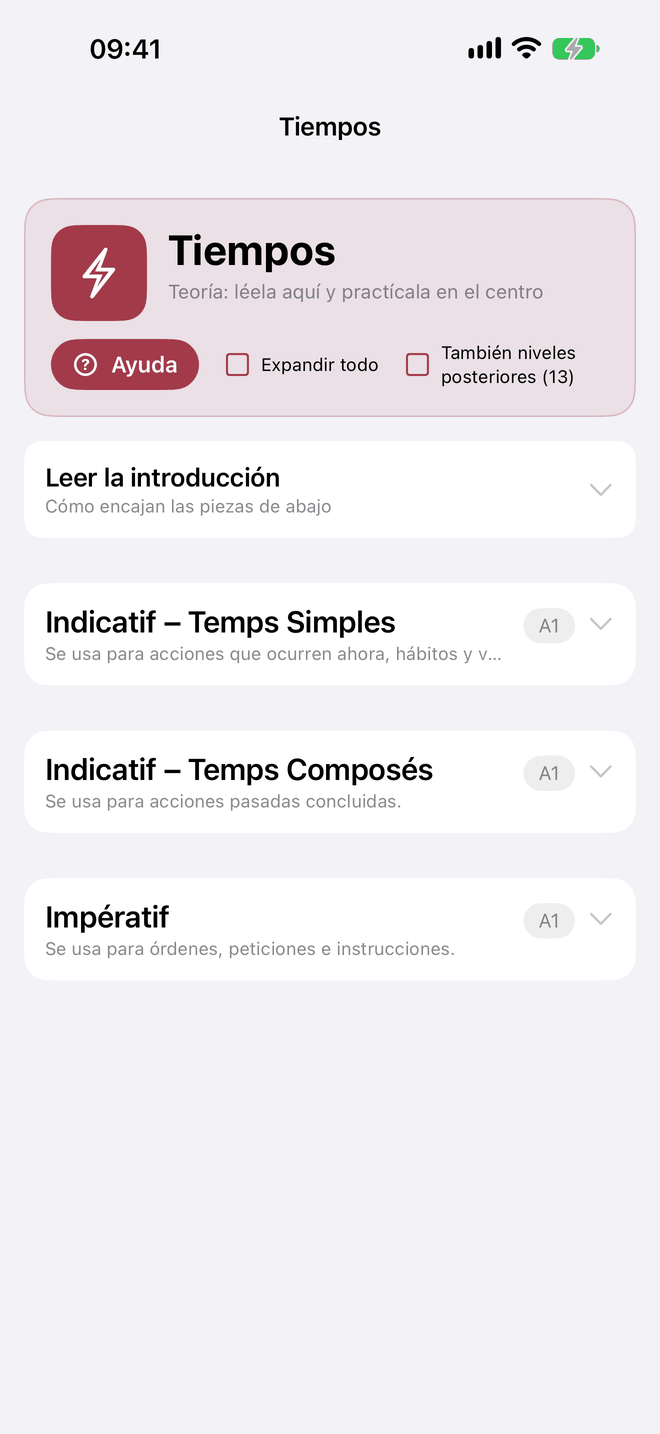 09:41
Tiempos
Tiempos
Teoría: léela aquí y practícala en el centro
Ayuda
Expandir todo
También niveles
posteriores (13)
Leer la introducción
Cómo encajan las piezas de abajo
Indicatif – Temps Simples
A1
Se usa para acciones que ocurren ahora, hábitos y v...
Indicatif – Temps Composés
A1
Se usa para acciones pasadas concluidas.
Impératif
A1
Se usa para órdenes, peticiones e instrucciones.